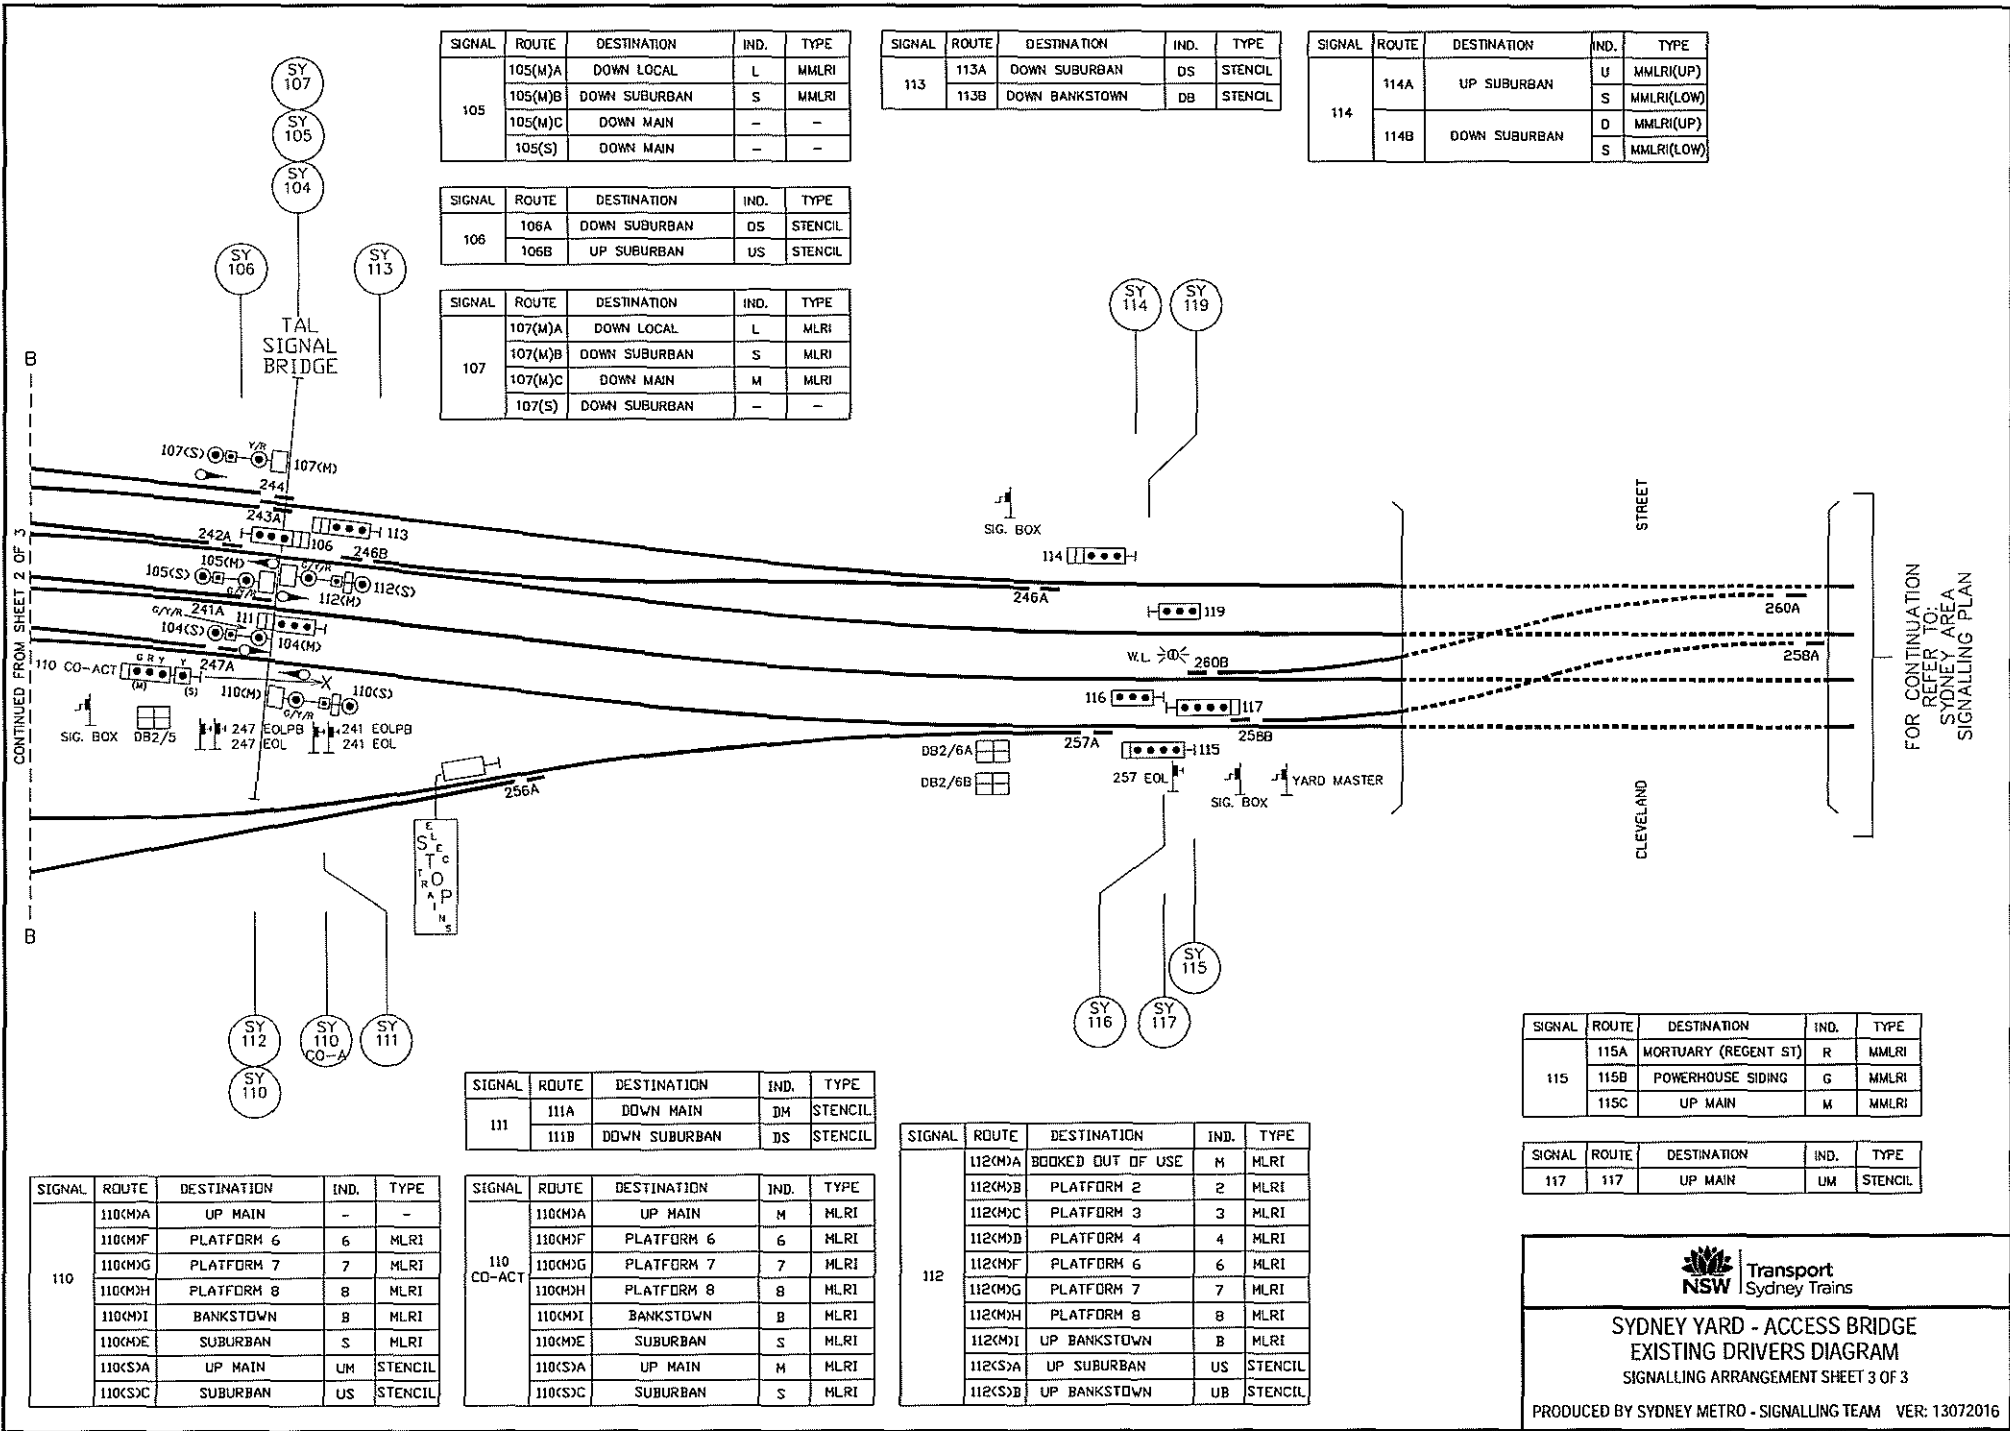 SIGNAL ROUTE DESTINATION IND. TYPE
105 105(M)A DOWN LOCAL L MMLRI
105(M)B DOWN SUBURBAN S MMLRI
105(M)C DOWN MAIN - -
105(S) DOWN MAIN - -
SIGNAL ROUTE DESTINATION IND. TYPE
106 106A DOWN SUBURBAN DS STENCIL
106B UP SUBURBAN US STENCIL
SIGNAL ROUTE DESTINATION IND. TYPE
107 107(M)A DOWN LOCAL L MLRI
107(M)B DOWN SUBURBAN S MLRI
107(M)C DOWN MAIN M MLRI
107(S) DOWN SUBURBAN - -
SIGNAL ROUTE DESTINATION IND. TYPE
113 113A DOWN SUBURBAN DS STENCIL
113B DOWN BANKSTOWN DB STENCIL
SIGNAL ROUTE DESTINATION IND. TYPE
114 114A UP SUBURBAN U MMLRI(UP)
S MMLRI(LOW)
114B DOWN SUBURBAN D MMLRI(UP)
S MMLRI(LOW)
SY
107
SY
105
SY
104
SY
106
SY
113
SY
114
SY
119
TAL
SIGNAL
BRIDGE
B
CONTINUED FROM SHEET 2 OF 3
B
107(S)
Y/R
107(M)
244
243A
242A
106
113
246B
105(M)
105(S)
G/Y/R
G/Y/R
112(S)
112(M)
G/Y/R
241A
111
104(S)
104(M)
110 CO-ACT
G R Y
Y
(M)
(S)
247A
X
110(M)
G/Y/R
110(S)
SIG. BOX
DB2/5
247 EOLPB
247 EOL
241 EOLPB
241 EOL
256A
ELEC
TRAINS
STOP
SIG. BOX
114
246A
119
W.L.
260B
116
117
258B
257A
115
DB2/6A
DB2/6B
257 EOL
SIG. BOX
YARD MASTER
STREET
CLEVELAND
260A
258A
FOR CONTINUATION
REFER TO:
SYDNEY AREA
SIGNALLING PLAN
SY
112
SY
110
SY
110
CO-A
SY
111
SY
116
SY
117
SY
115
SIGNAL ROUTE DESTINATION IND. TYPE
110 110(M)A UP MAIN - -
110(M)F PLATFORM 6 6 MLRI
110(M)G PLATFORM 7 7 MLRI
110(M)H PLATFORM 8 8 MLRI
110(M)I BANKSTOWN B MLRI
110(M)E SUBURBAN S MLRI
110(S)A UP MAIN UM STENCIL
110(S)C SUBURBAN US STENCIL
SIGNAL ROUTE DESTINATION IND. TYPE
111 111A DOWN MAIN DM STENCIL
111B DOWN SUBURBAN DS STENCIL
SIGNAL ROUTE DESTINATION IND. TYPE
110
CO-ACT
110(M)A UP MAIN M MLRI
110(M)F PLATFORM 6 6 MLRI
110(M)G PLATFORM 7 7 MLRI
110(M)H PLATFORM 8 8 MLRI
110(M)I BANKSTOWN B MLRI
110(M)E SUBURBAN S MLRI
110(S)A UP MAIN M MLRI
110(S)C SUBURBAN S MLRI
SIGNAL ROUTE DESTINATION IND. TYPE
112 112(M)A BOOKED OUT OF USE M MLRI
112(M)B PLATFORM 2 2 MLRI
112(M)C PLATFORM 3 3 MLRI
112(M)D PLATFORM 4 4 MLRI
112(M)F PLATFORM 6 6 MLRI
112(M)G PLATFORM 7 7 MLRI
112(M)H PLATFORM 8 8 MLRI
112(M)I UP BANKSTOWN B MLRI
112(S)A UP SUBURBAN US STENCIL
112(S)B UP BANKSTOWN UB STENCIL
SIGNAL ROUTE DESTINATION IND. TYPE
115 115A MORTUARY (REGENT ST) R MMLRI
115B POWERHOUSE SIDING G MMLRI
115C UP MAIN M MMLRI
SIGNAL ROUTE DESTINATION IND. TYPE
117 117 UP MAIN UM STENCIL
NSW
Transport
Sydney Trains
SYDNEY YARD - ACCESS BRIDGE
EXISTING DRIVERS DIAGRAM
SIGNALLING ARRANGEMENT SHEET 3 OF 3
PRODUCED BY SYDNEY METRO - SIGNALLING TEAM VER: 13072016